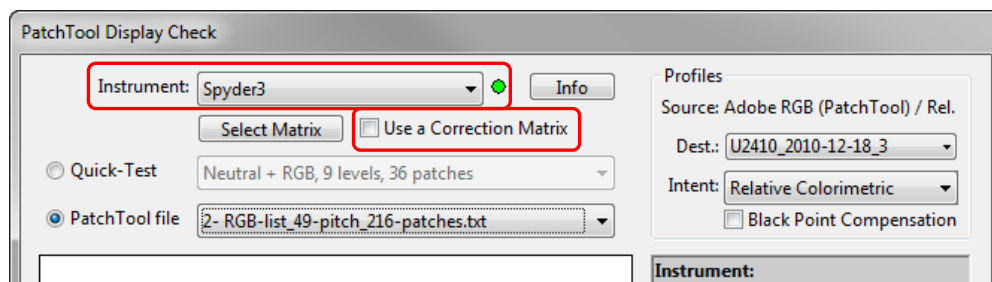 PatchTool Display Check
Instrument: Spyder3 Info
Select Matrix Use a Correction Matrix
Quick-Test Neutral + RGB, 9 levels, 36 patches
PatchTool file 2- RGB-list_49-pitch_216-patches.txt
Profiles
Source: Adobe RGB (PatchTool) / Rel.
Dest.: U2410_2010-12-18_3
Intent: Relative Colorimetric
Black Point Compensation
Instrument: